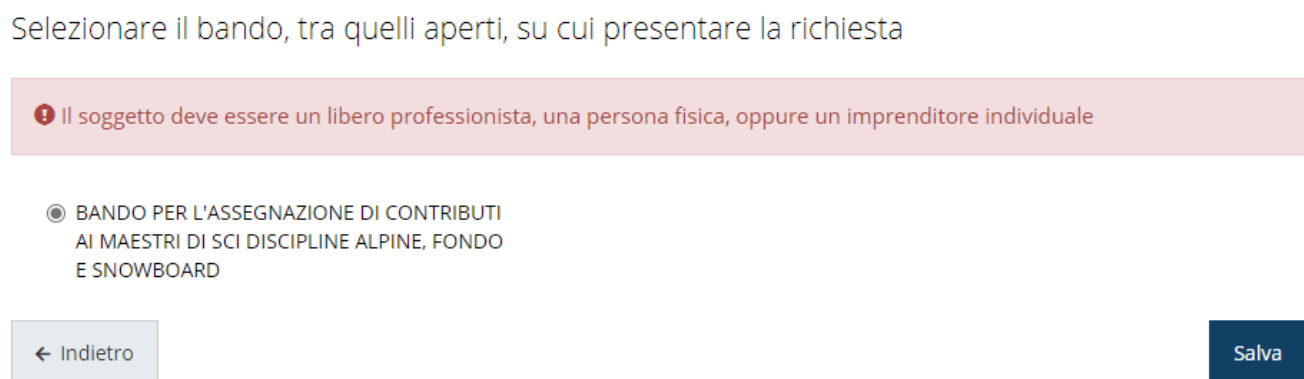 Selezionare il bando, tra quelli aperti, su cui presentare la richiesta
Il soggetto deve essere un libero professionista, una persona fisica, oppure un imprenditore individuale
BANDO PER L'ASSEGNAZIONE DI CONTRIBUTI
AI MAESTRI DI SCI DISCIPLINE ALPINE, FONDO
E SNOWBOARD
Indietro
Salva